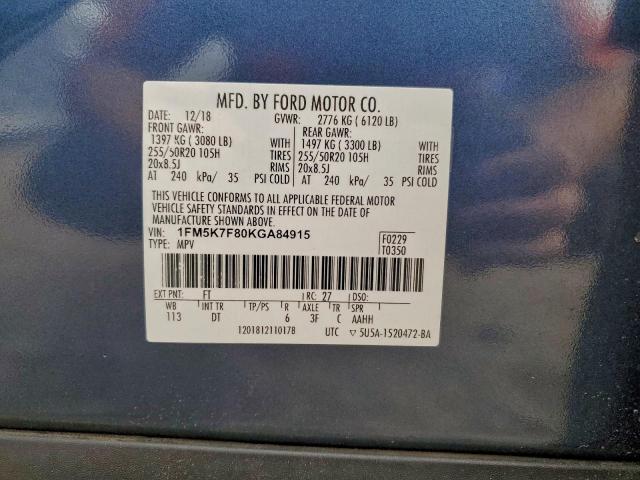 MFD. BY FORD MOTOR CO.
DATE: 12/18 GVWR: 2776 KG ( 6120 LB)
FRONT GAWR: REAR GAWR:
1397 KG ( 3080 LB) WITH 1497 KG ( 3300 LB) WITH
255/50R20 105H TIRES 255/50R20 105H TIRES
20x8.5J RIMS 20x8.5J RIMS
AT 240 kPa/ 35 PSI COLD AT 240 kPa/ 35 PSI COLD
THIS VEHICLE CONFORMS TO ALL APPLICABLE FEDERAL MOTOR
VEHICLE SAFETY STANDARDS IN EFFECT ON THE DATE OF
MANUFACTURE SHOWN ABOVE.
VIN: 1FM5K7F80KGA84915 F0229
TYPE: MPV T0350
EXT PNT: FT RC: 27 DSO:
WB INT TR TP/PS R AXLE TR SPR
113 DT 6 3F C AAHH
1201812110178 UTC ▽ 5U5A-1520472-BA